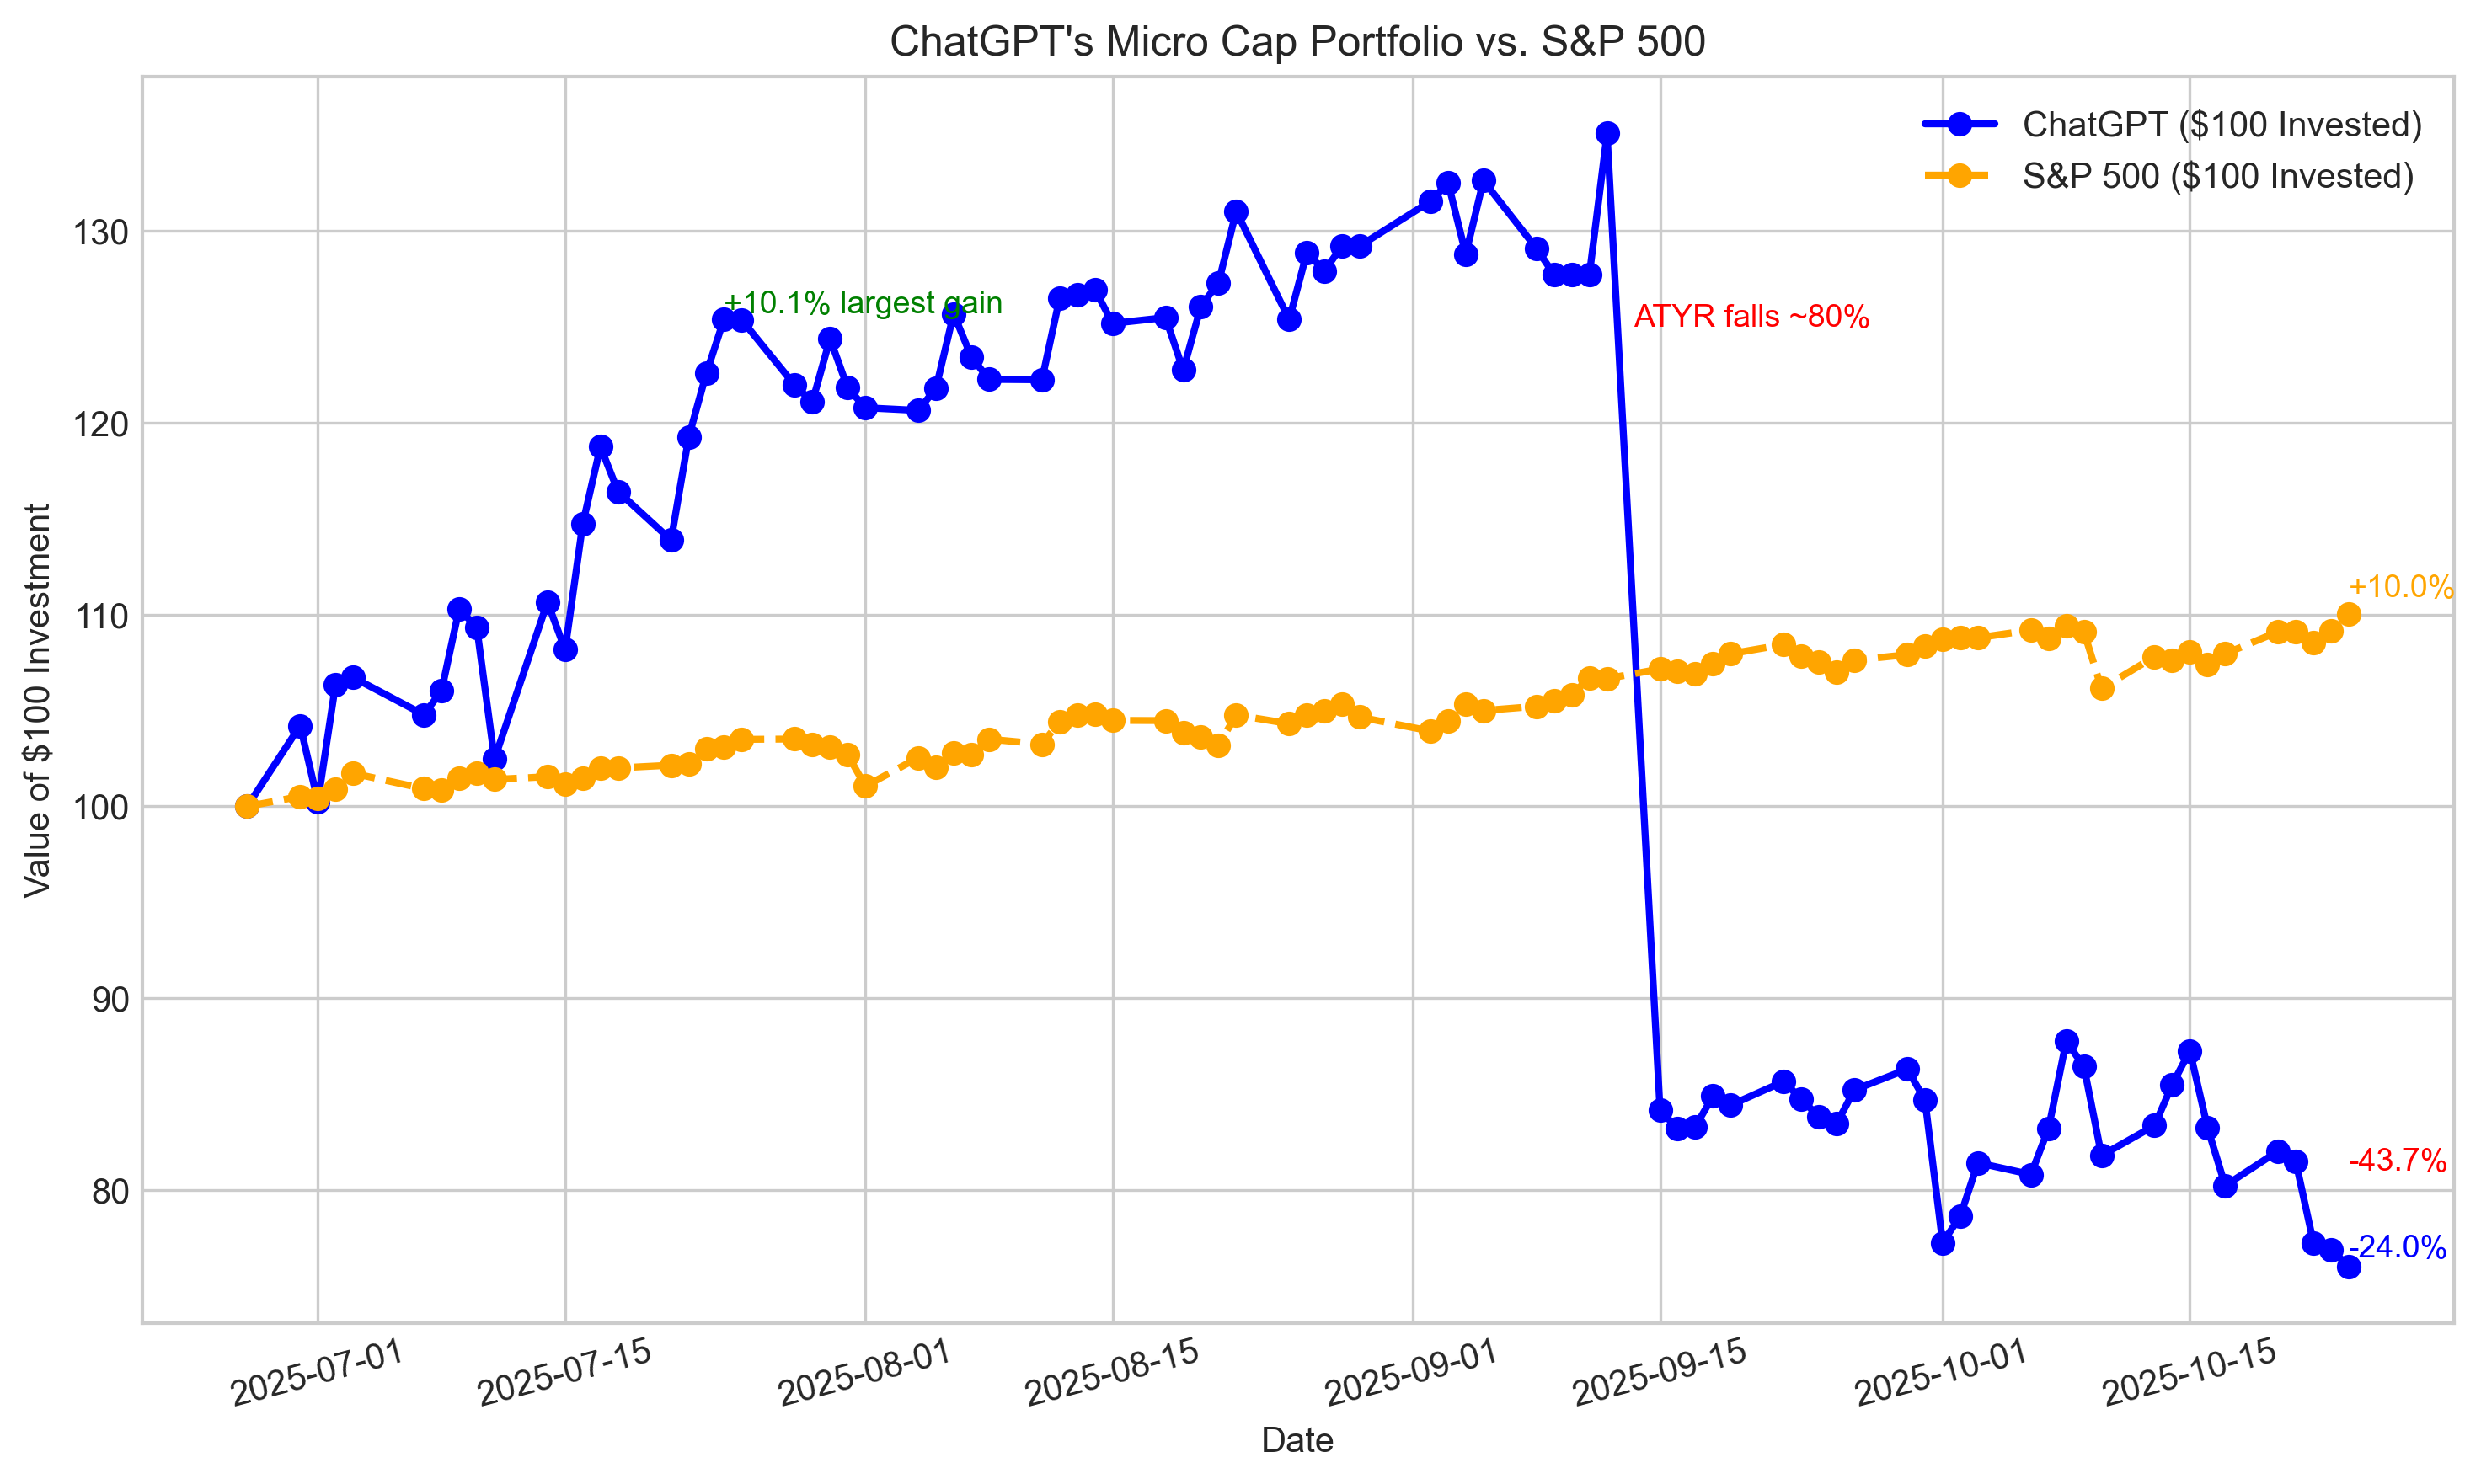 ChatGPT's Micro Cap Portfolio vs. S&P 500
ChatGPT ($100 Invested)
S&P 500 ($100 Invested)
Value of $100 Investment
130
120
110
100
90
80
+10.1% largest gain
ATYR falls ~80%
+10.0%
-43.7%
-24.0%
2025-07-01
2025-07-15
2025-08-01
2025-08-15
2025-09-01
2025-09-15
2025-10-01
2025-10-15
Date